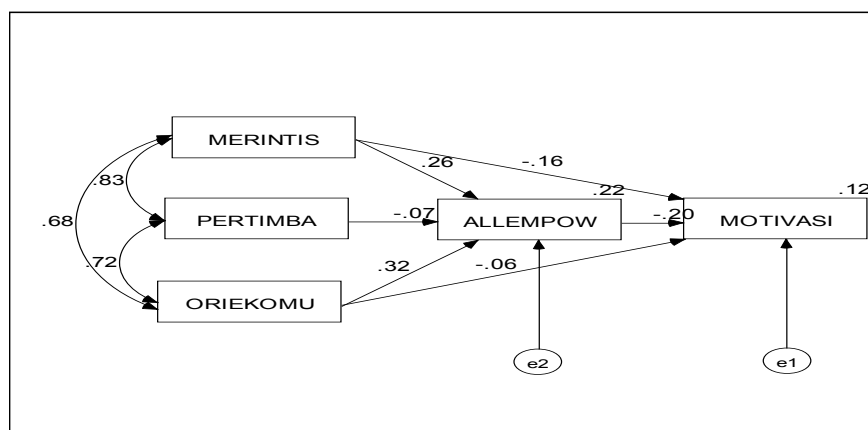 MERINTIS
-.16
.26
.83
.22
.12
.68
PERTIMBA
-.07
ALLEMPOW
-.20
MOTIVASI
.72
.32
-.06
ORIEKOMU
e2
e1